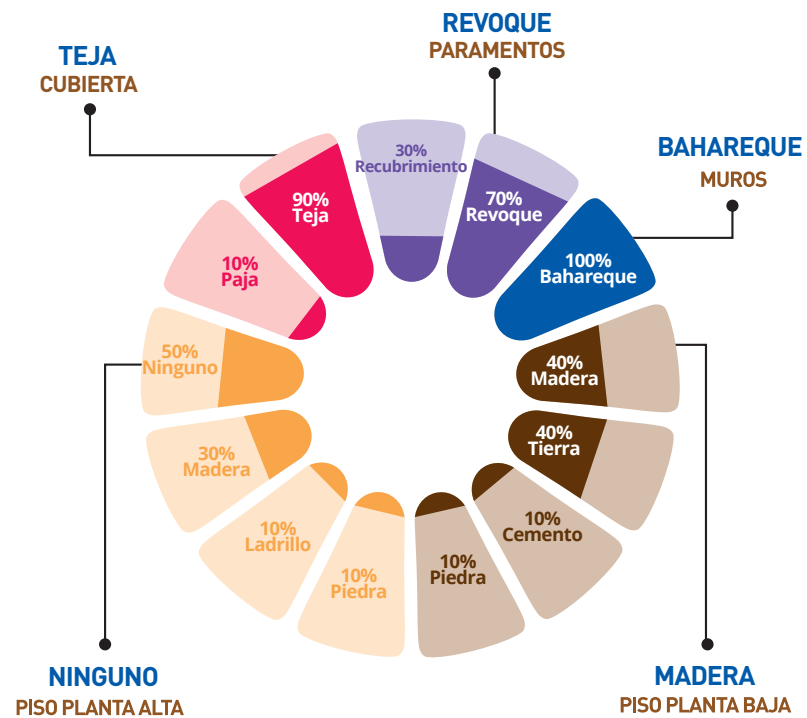 REVOQUE
PARAMENTOS
TEJA
CUBIERTA
BAHAREQUE
MUROS
30%
Recubrimiento
70%
Revoque
90%
Teja
100%
Bahareque
10%
Paja
50%
Ninguno
40%
Madera
30%
Madera
40%
Tierra
10%
Ladrillo
10%
Cemento
10%
Piedra
10%
Piedra
NINGUNO
PISO PLANTA ALTA
MADERA
PISO PLANTA BAJA